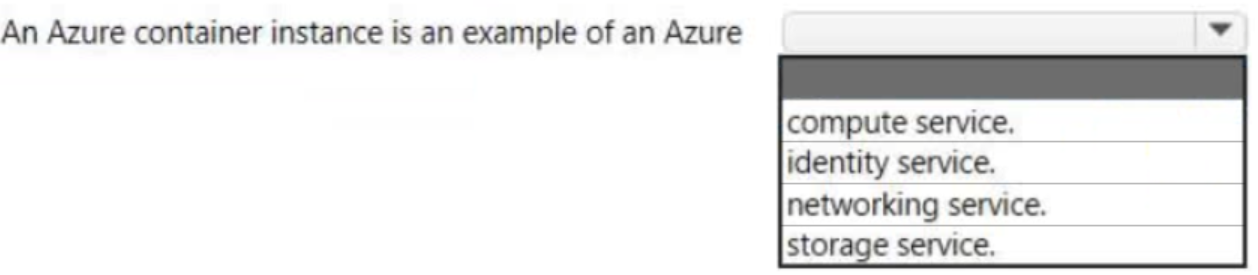 An Azure container instance is an example of an Azure
compute service.
identity service.
networking service.
storage service.